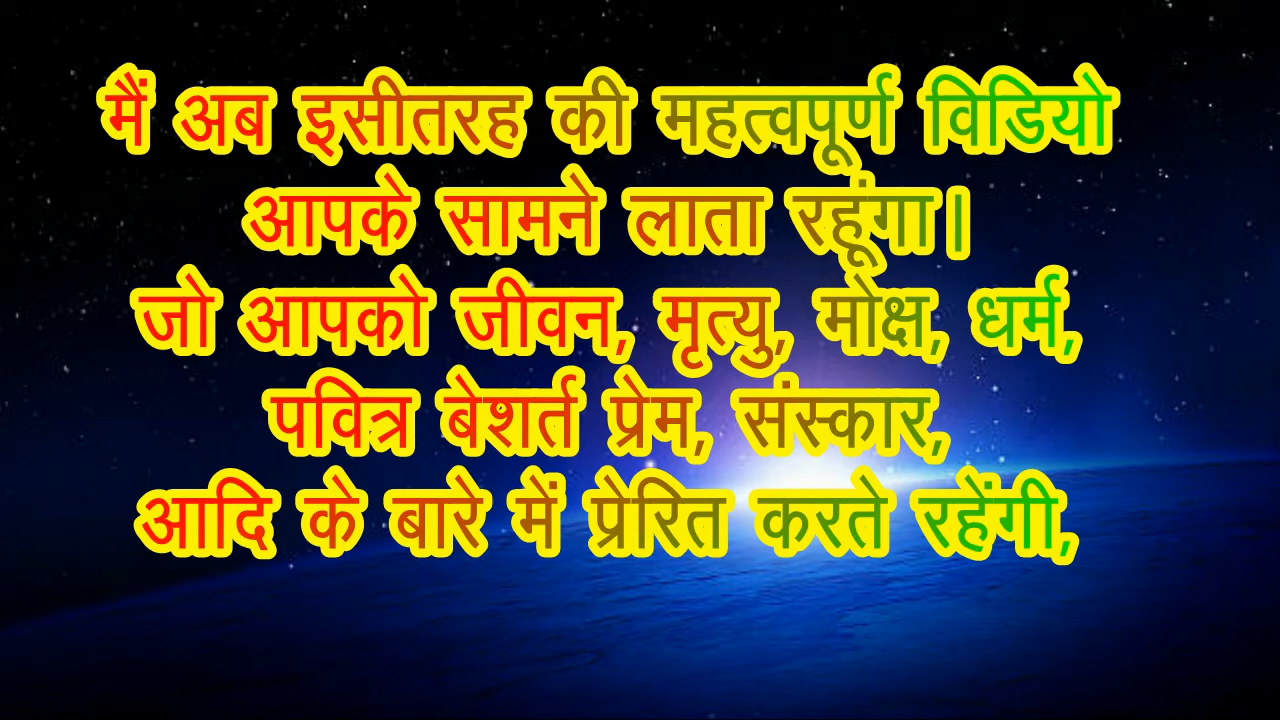 मैं अब इसीतरह की महत्वपूर्ण विडियो
आपके सामने लाता रहूंगा।
जो आपको जीवन, मृत्यु, मोक्ष, धर्म,
पवित्र बेशर्त प्रेम, संस्कार,
आदि के बारे में प्रेरित करते रहेंगी,